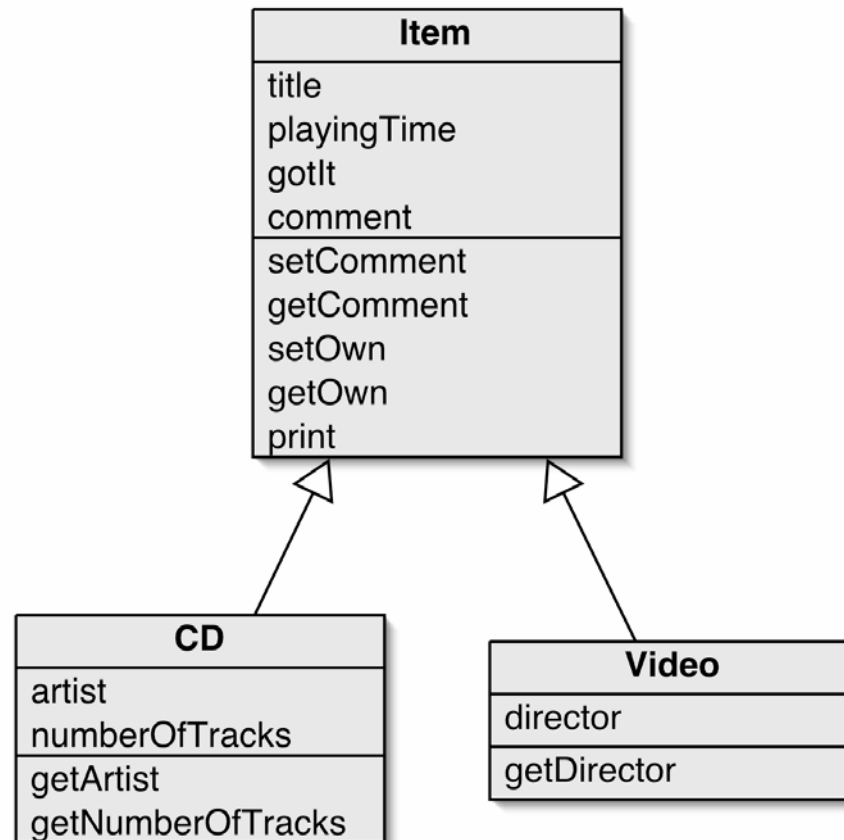 Item
title
playingTime
gotIt
comment
setComment
getComment
setOwn
getOwn
print
CD
artist
numberOfTracks
getArtist
getNumberOfTracks
Video
director
getDirector